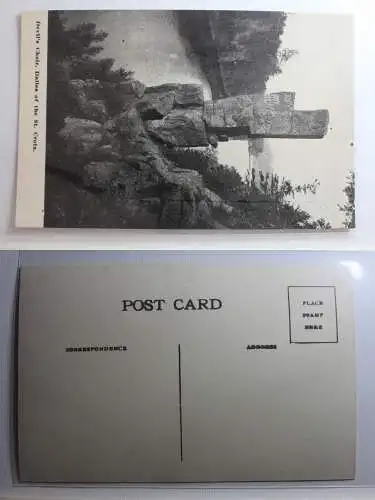 Devil's Chair, Dalles of the St. Croix.
POST CARD
PLACE
STAMP
HERE
CORRESPONDENCE
ADDRESS